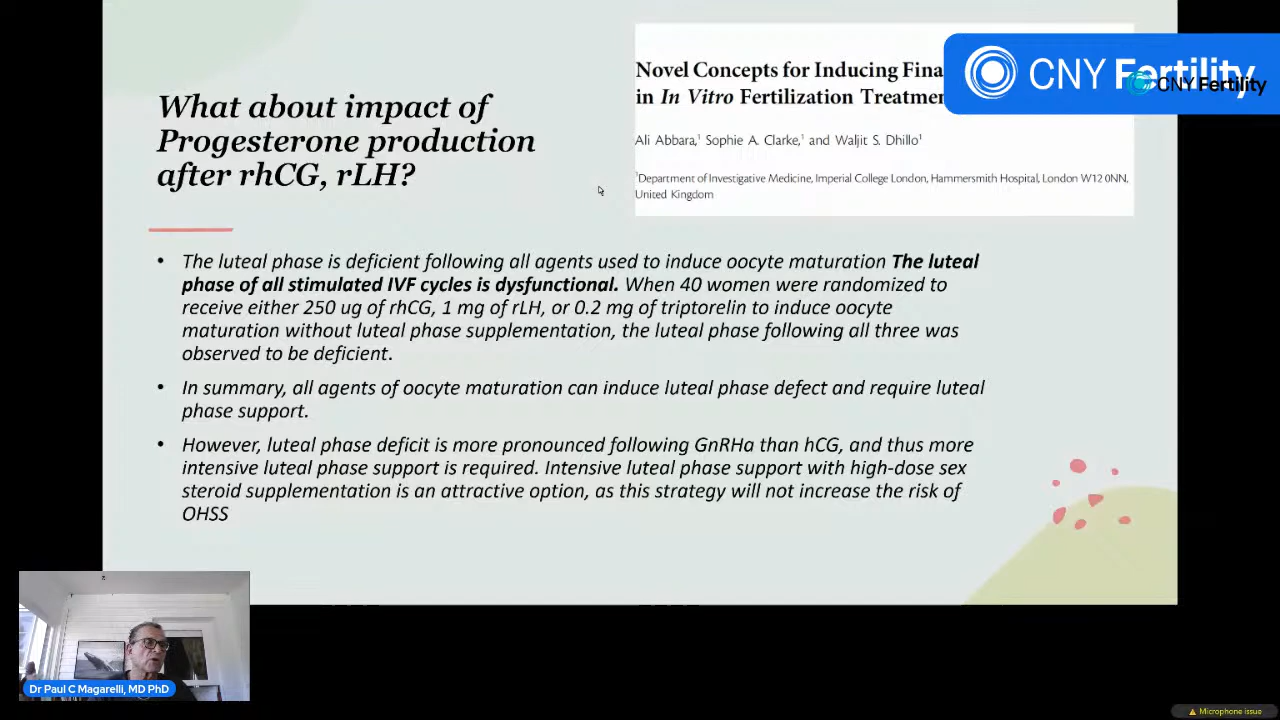 What about impact of
Progesterone production
after rhCG, rLH?
Novel Concepts for Inducing Fina
in In Vitro Fertilization Treatmen
Ali Abbara,1 Sophie A. Clarke,1 and Waljit S. Dhillo1
1Department of Investigative Medicine, Imperial College London, Hammersmith Hospital, London W12 0NN,
United Kingdom
CNY Fertility
CNY Fertility
• The luteal phase is deficient following all agents used to induce oocyte maturation The luteal
phase of all stimulated IVF cycles is dysfunctional. When 40 women were randomized to
receive either 250 ug of rhCG, 1 mg of rLH, or 0.2 mg of triptorelin to induce oocyte
maturation without luteal phase supplementation, the luteal phase following all three was
observed to be deficient.
• In summary, all agents of oocyte maturation can induce luteal phase defect and require luteal
phase support.
• However, luteal phase deficit is more pronounced following GnRHa than hCG, and thus more
intensive luteal phase support is required. Intensive luteal phase support with high-dose sex
steroid supplementation is an attractive option, as this strategy will not increase the risk of
OHSS
Dr Paul C Magarelli, MD PhD
Microphone issue